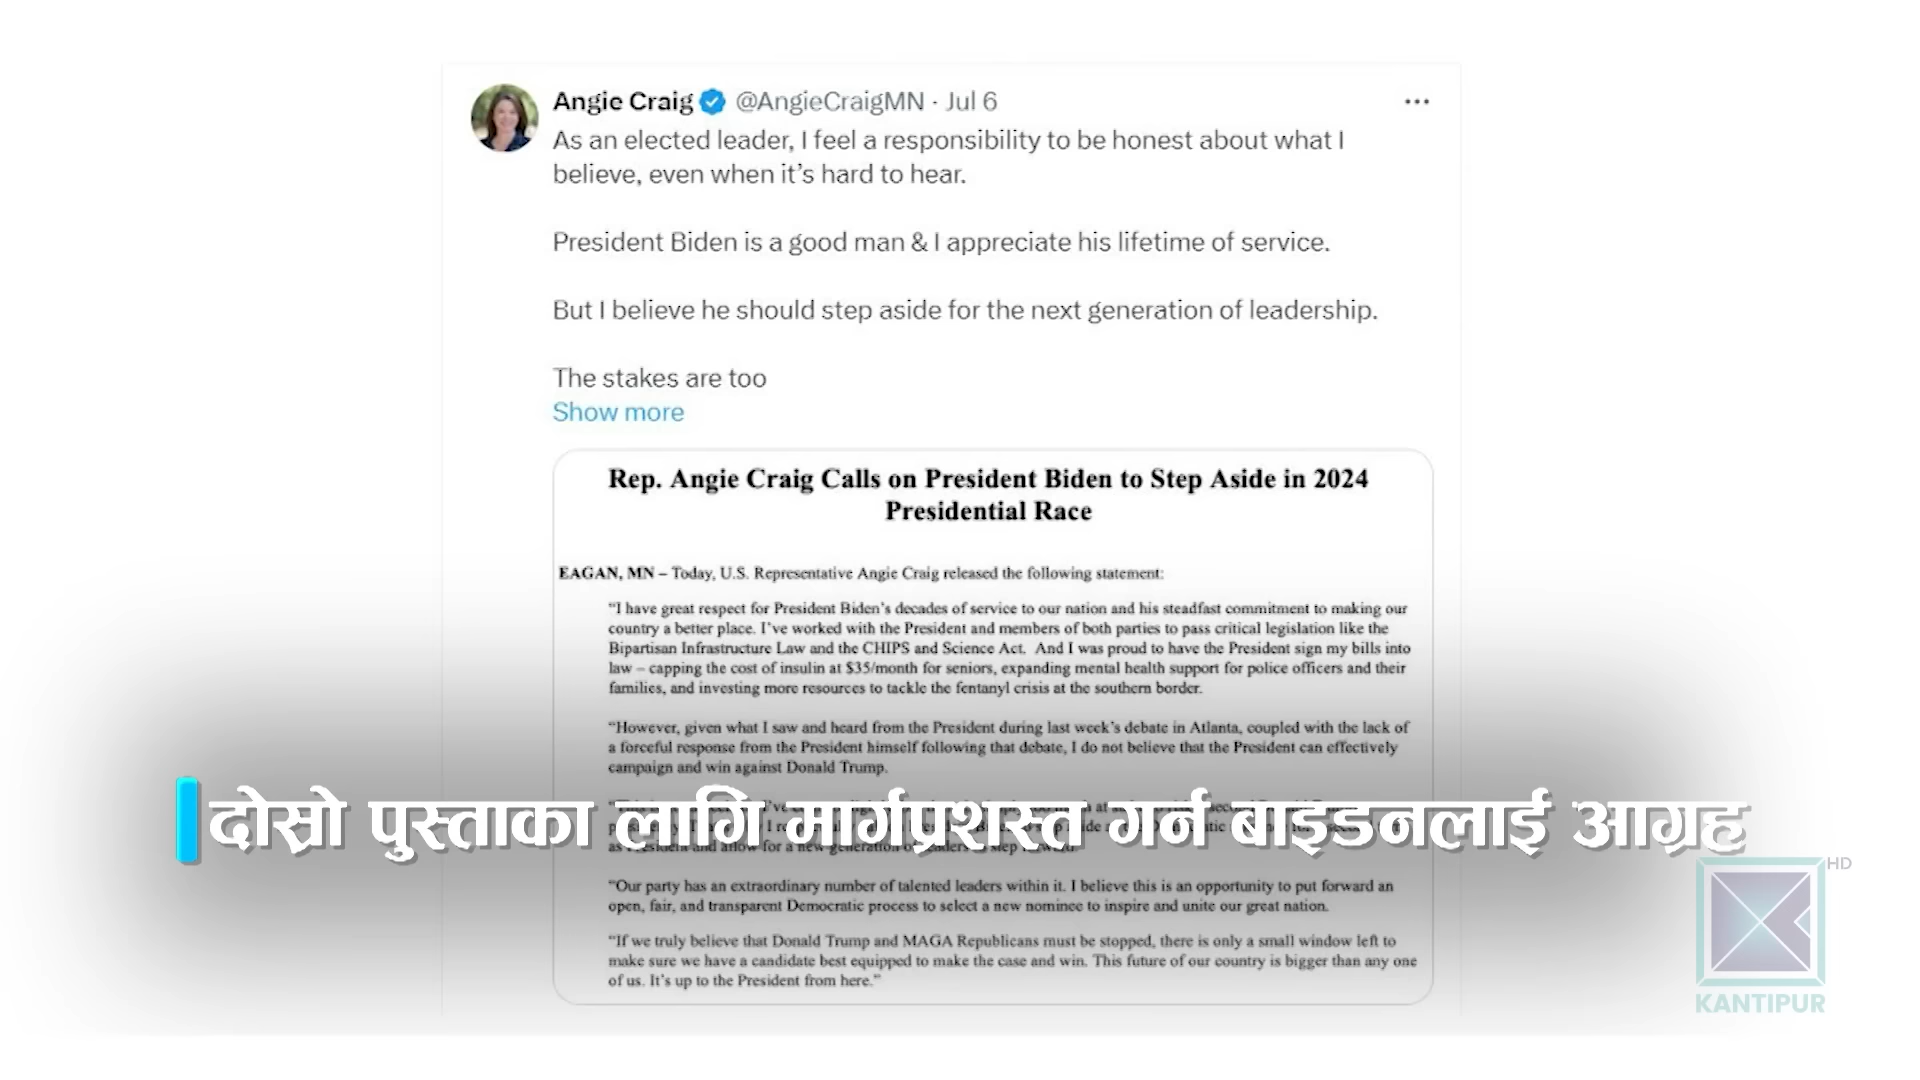 Angie Craig @AngieCraigMN · Jul 6
As an elected leader, I feel a responsibility to be honest about what I
believe, even when it's hard to hear.
President Biden is a good man & I appreciate his lifetime of service.
But I believe he should step aside for the next generation of leadership.
The stakes are too
Show more
Rep. Angie Craig Calls on President Biden to Step Aside in 2024
Presidential Race
EAGAN, MN – Today, U.S. Representative Angie Craig released the following statement:
"I have great respect for President Biden's decades of service to our nation and his steadfast commitment to making our
country a better place. I've worked with the President and members of both parties to pass critical legislation like the
Bipartisan Infrastructure Law and the CHIPS and Science Act. And I was proud to have the President sign my bills into
law – capping the cost of insulin at $35/month for seniors, expanding mental health support for police officers and their
families, and investing more resources to tackle the fentanyl crisis at the southern border.
"However, given what I saw and heard from the President during last week's debate in Atlanta, coupled with the lack of
a forceful response from the President himself following that debate, I do not believe that the President can effectively
campaign and win against Donald Trump.
दोस्रो पुस्ताका लागि मार्गप्रशस्त गर्न बाइडनलाई आग्रह
and allow for a new generation of step
"Our party has an extraordinary number of talented leaders within it. I believe this is an opportunity to put forward an
open, fair, and transparent Democratic process to select a new nominee to inspire and unite our great nation.
"If we truly believe that Donald Trump and MAGA Republicans must be stopped, there is only a small window left to
make sure we have a candidate best equipped to make the case and win. This future of our country is bigger than any one
of us. It's up to the President from here."
HD
KANTIPUR